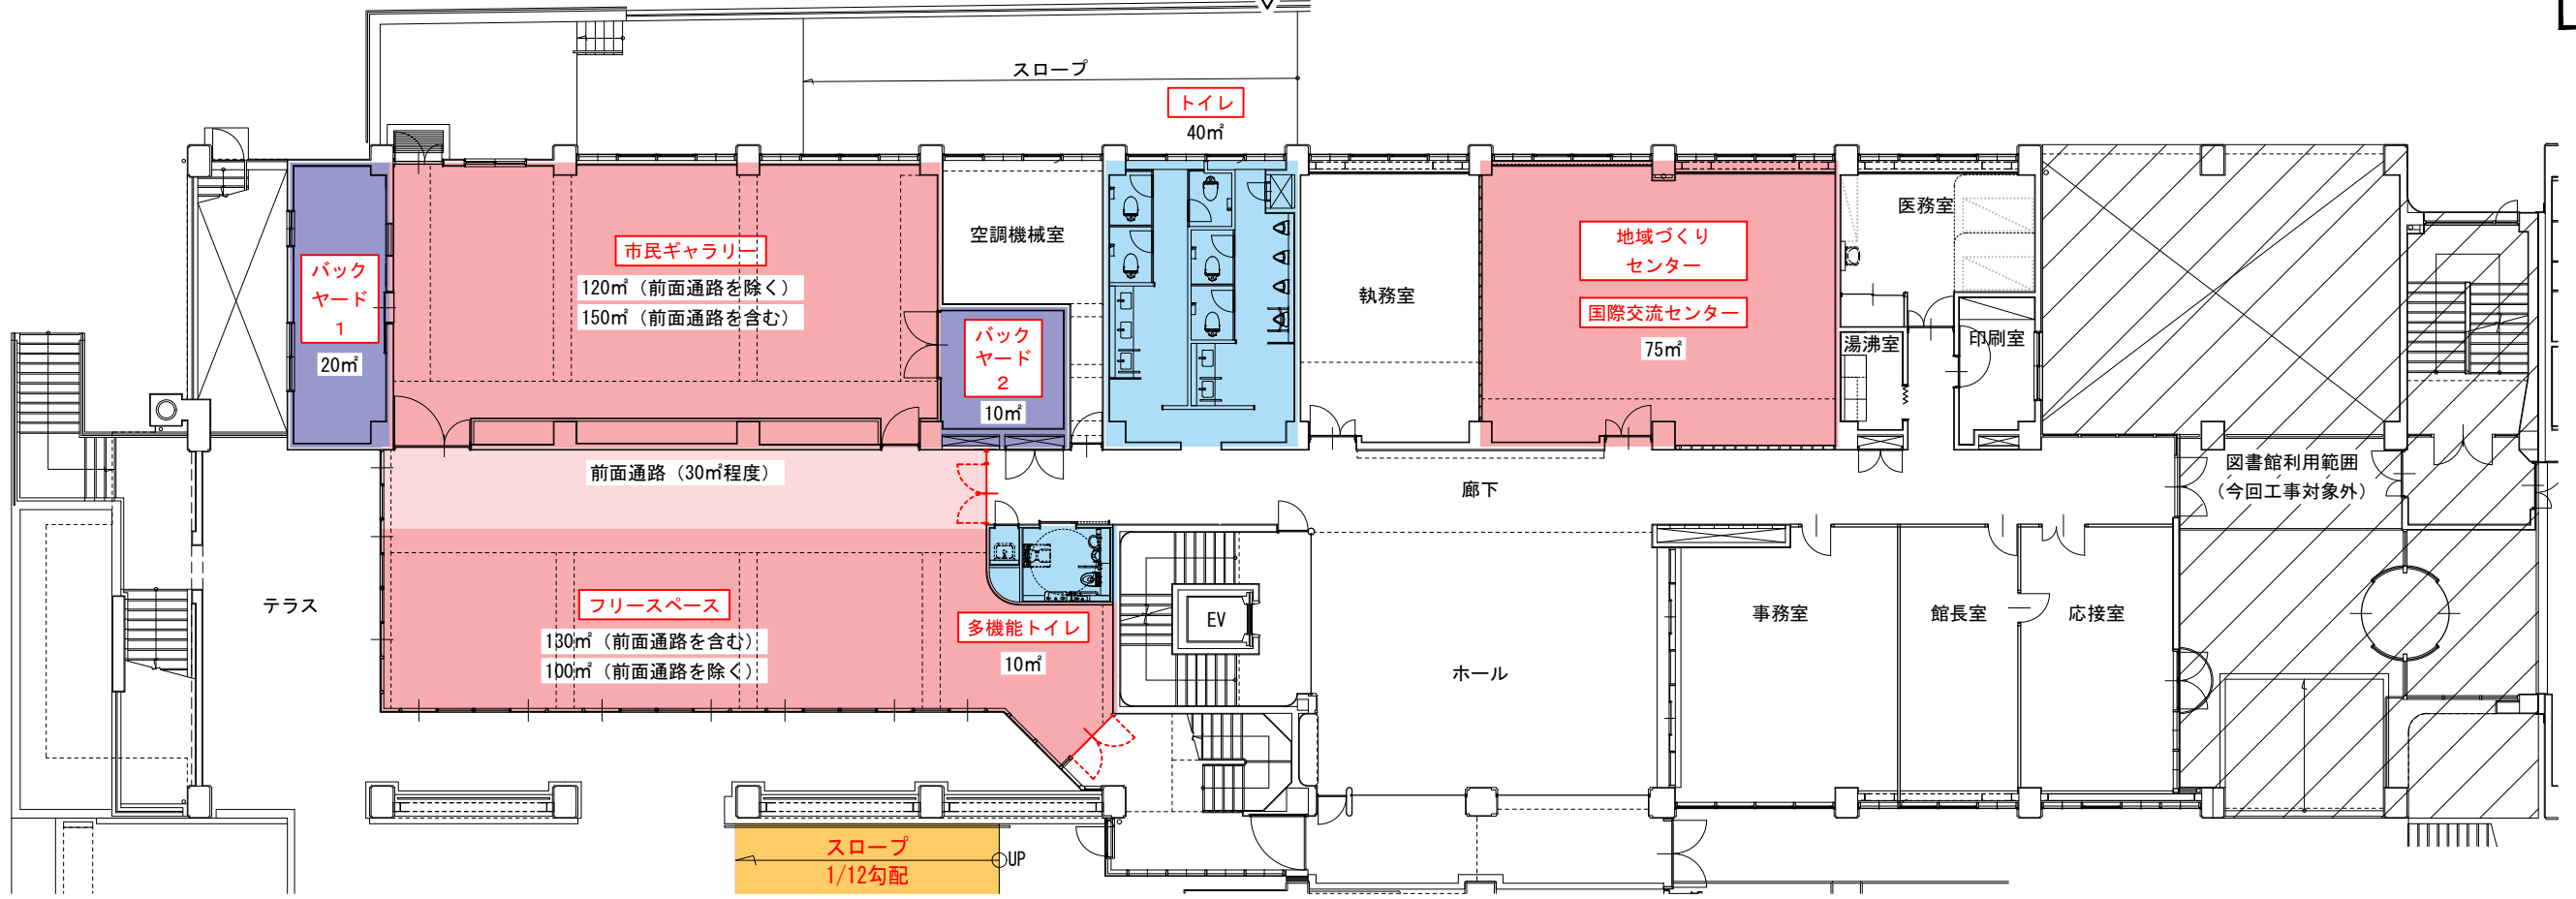 スロープ
トイレ
40㎡
医務室
空調機械室
市民ギャラリー
120㎡（前面通路を除く）
150㎡（前面通路を含む）
バック
ヤード
1
20㎡
バック
ヤード
2
10㎡
執務室
地域づくり
センター
国際交流センター
75㎡
湯沸室
印刷室
図書館利用範囲
（今回工事対象外）
前面通路（30㎡程度）
廊下
テラス
フリースペース
130㎡（前面通路を含む）
100㎡（前面通路を除く）
多機能トイレ
10㎡
EV
ホール
事務室
館長室
応接室
スロープ
1/12勾配
UP